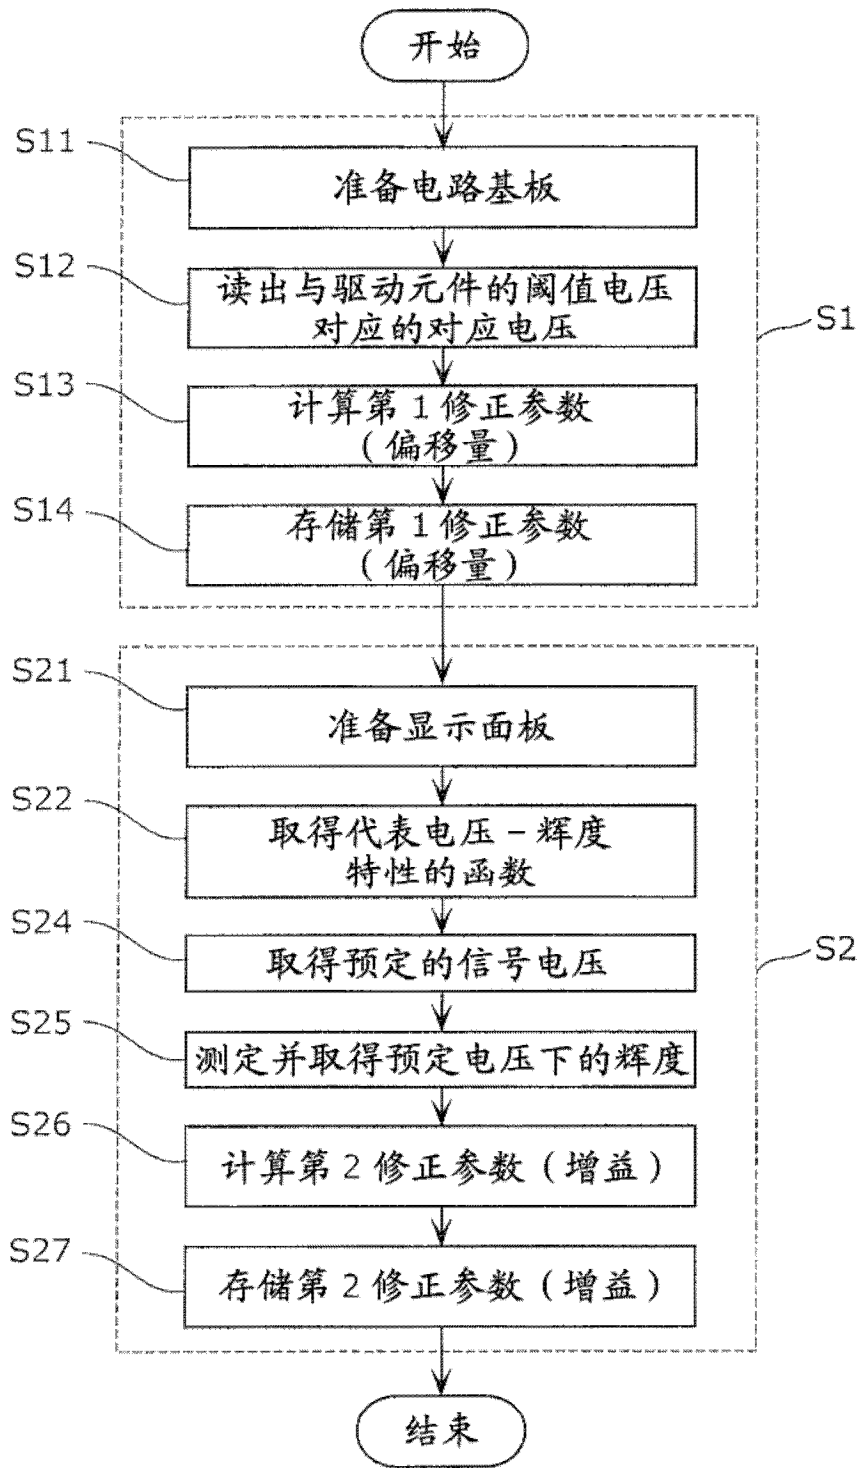 开始
S11
准备电路基板
S12
读出与驱动元件的阈值电压
对应的对应电压
S1
S13
计算第1修正参数
(偏移量)
S14
存储第1修正参数
(偏移量)
S21
准备显示面板
S22
取得代表电压-辉度
特性的函数
S24
取得预定的信号电压
S2
S25
测定并取得预定电压下的辉度
S26
计算第2修正参数(增益)
S27
存储第2修正参数(增益)
结束